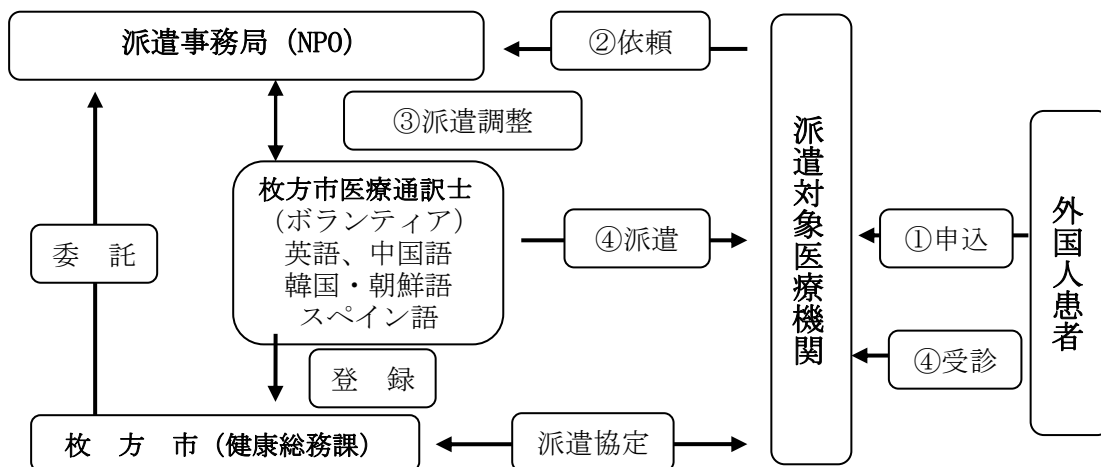 派遣事務局（NPO）
②依頼
③派遣調整
枚方市医療通訳士
（ボランティア）
英語、中国語
韓国・朝鮮語
スペイン語
委　託
④派遣
派遣対象医療機関
①申込
外国人患者
④受診
登　録
枚　方　市（健康総務課）
派遣協定